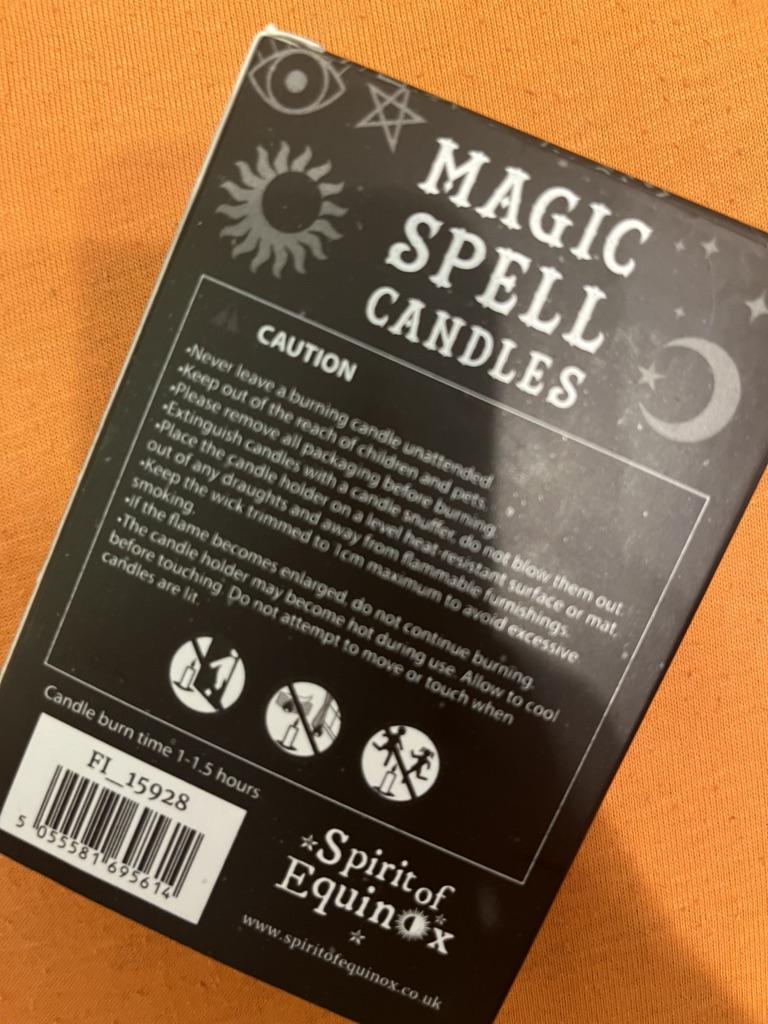 MAGIC
SPELL
CANDLES
CAUTION
•Never leave a burning candle unattended.
•Keep out of the reach of children and pets.
•Please remove all packaging before burning.
•Extinguish candles with a candle snuffer, do not blow them out.
•Place the candle holder on a level heat-resistant surface or mat,
out of any draughts and away from flammable furnishings.
•Keep the wick trimmed to 1cm maximum to avoid excessive
smoking.
•If the flame becomes enlarged, do not continue burning.
•The candle holder may become hot during use. Allow to cool
before touching. Do not attempt to move or touch when
candles are lit.
Candle burn time 1-1.5 hours
FI_15928
5 055581 695614
Spirit of
Equinox
www.spiritofequinox.co.uk